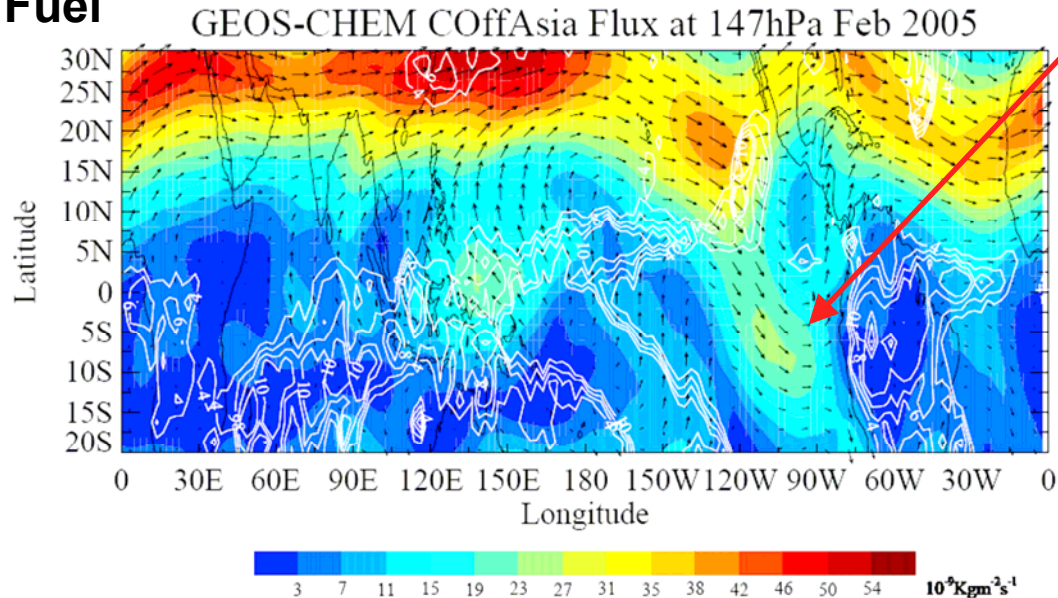 Fuel
GEOS-CHEM COffAsia Flux at 147hPa Feb 2005
30N
25N
20N
15N
10N
5N
0
5S
10S
15S
20S
Latitude
0 30E 60E 90E 120E 150E 180 150W 120W 90W 60W 30W 0
Longitude
3 7 11 15 19 23 27 31 35 38 42 46 50 54 10⁻⁹Kgm⁻²s⁻¹